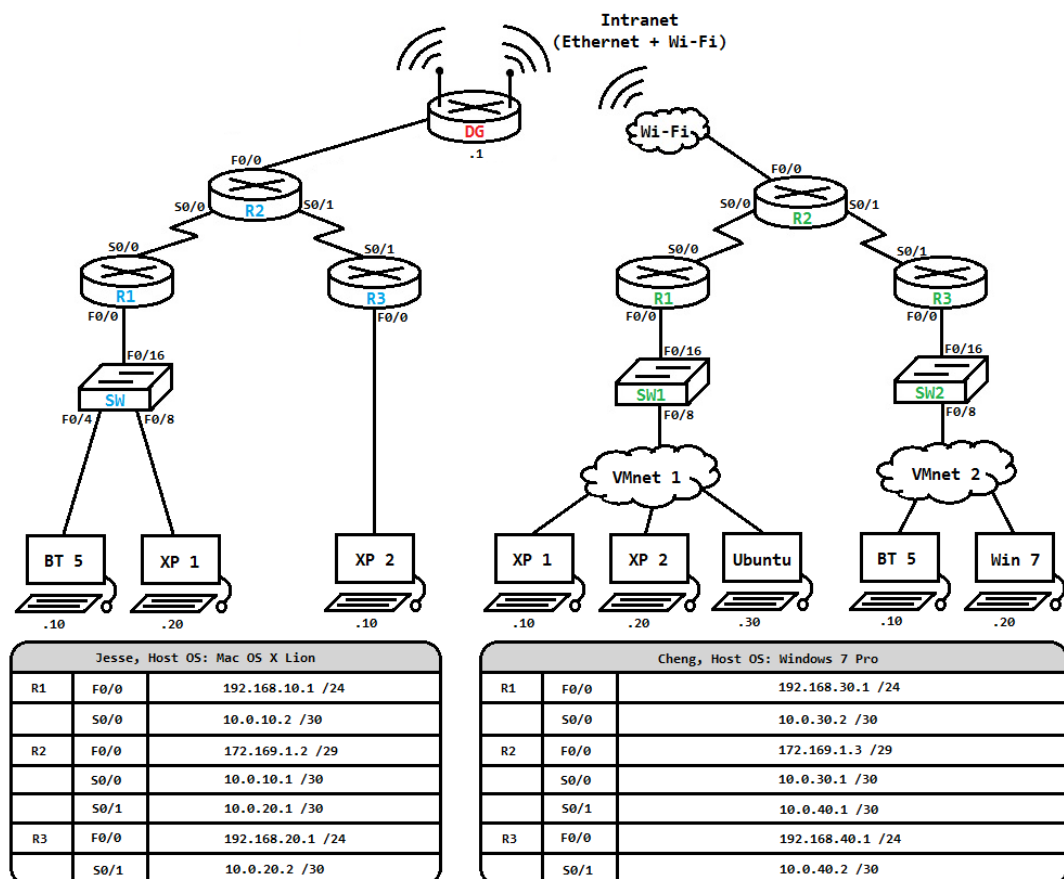 Intranet
(Ethernet + Wi-Fi)
DG
.1
Wi-Fi
F0/0
R2
S0/0
S0/1
F0/0
R2
S0/0
S0/1
S0/0
R1
F0/0
S0/1
R3
F0/0
S0/0
R1
F0/0
S0/1
R3
F0/0
F0/16
SW
F0/4
F0/8
F0/16
SW1
F0/8
F0/16
SW2
F0/8
VMnet 1
VMnet 2
BT 5
XP 1
XP 2
XP 1
XP 2
Ubuntu
BT 5
Win 7
.10
.20
.10
.10
.20
.30
.10
.20
Jesse, Host OS: Mac OS X Lion
R1 F0/0 192.168.10.1 /24
S0/0 10.0.10.2 /30
R2 F0/0 172.169.1.2 /29
S0/0 10.0.10.1 /30
S0/1 10.0.20.1 /30
R3 F0/0 192.168.20.1 /24
S0/1 10.0.20.2 /30
Cheng, Host OS: Windows 7 Pro
R1 F0/0 192.168.30.1 /24
S0/0 10.0.30.2 /30
R2 F0/0 172.169.1.3 /29
S0/0 10.0.30.1 /30
S0/1 10.0.40.1 /30
R3 F0/0 192.168.40.1 /24
S0/1 10.0.40.2 /30